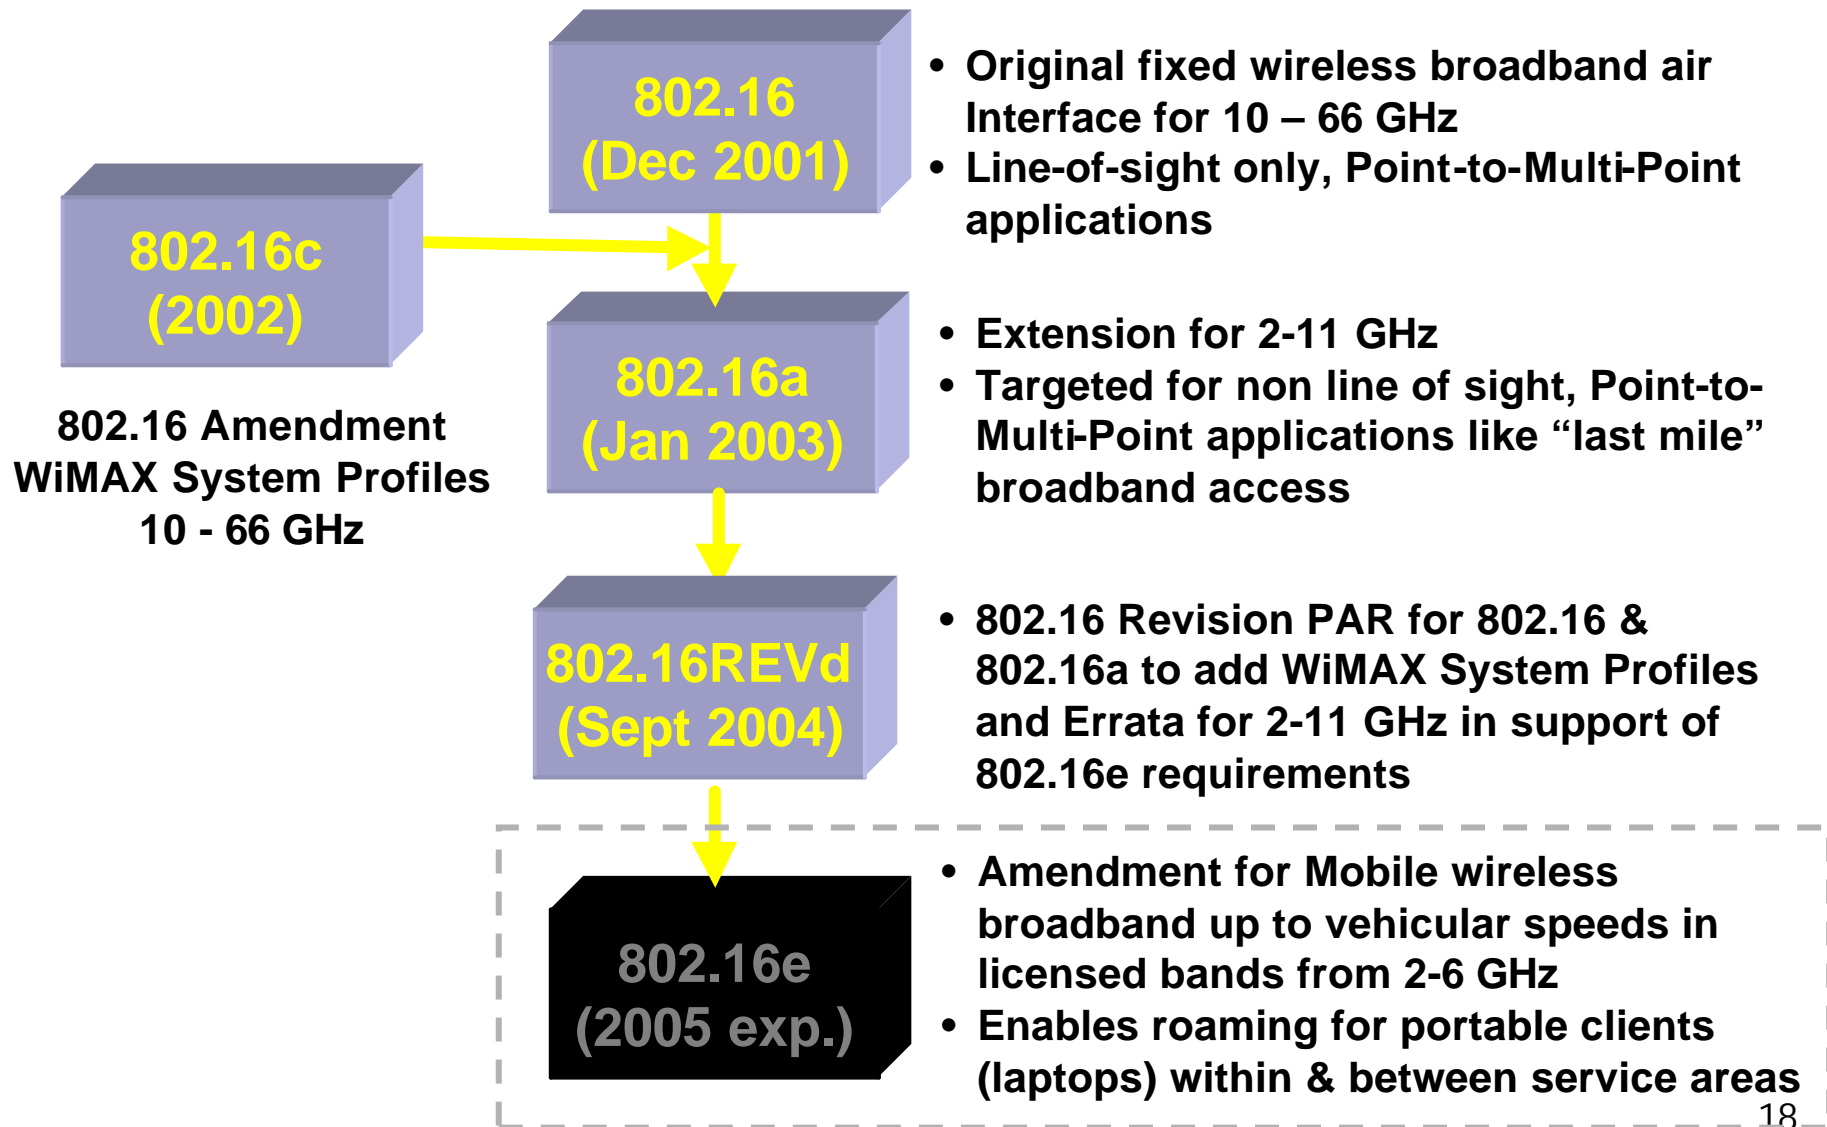 802.16
(Dec 2001)
• Original fixed wireless broadband air
Interface for 10 – 66 GHz
• Line-of-sight only, Point-to-Multi-Point
applications
802.16c
(2002)
802.16 Amendment
WiMAX System Profiles
10 - 66 GHz
802.16a
(Jan 2003)
• Extension for 2-11 GHz
• Targeted for non line of sight, Point-to-
Multi-Point applications like “last mile”
broadband access
802.16REVd
(Sept 2004)
• 802.16 Revision PAR for 802.16 &
802.16a to add WiMAX System Profiles
and Errata for 2-11 GHz in support of
802.16e requirements
802.16e
(2005 exp.)
• Amendment for Mobile wireless
broadband up to vehicular speeds in
licensed bands from 2-6 GHz
• Enables roaming for portable clients
(laptops) within & between service areas
18